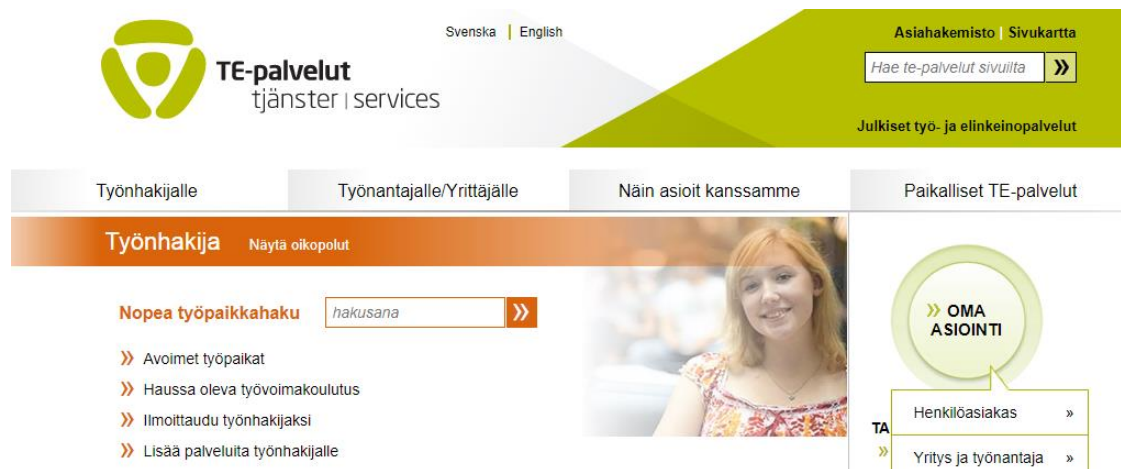 Svenska | English
Asiahakemisto | Sivukartta
TE-palvelut
tjänster | services
Hae te-palvelut sivuilta »
Julkiset työ- ja elinkeinopalvelut
Työnhakijalle Työnantajalle/Yrittäjälle Näin asioit kanssamme Paikalliset TE-palvelut
Työnhakija Näytä oikopolut
Nopea työpaikkahaku hakusana »
» Avoimet työpaikat
» Haussa oleva työvoimakoulutus
» Ilmoittaudu työnhakijaksi
» Lisää palveluita työnhakijalle
» OMA
ASIOINTI
Henkilöasiakas »
TA
» Yritys ja työnantaja »